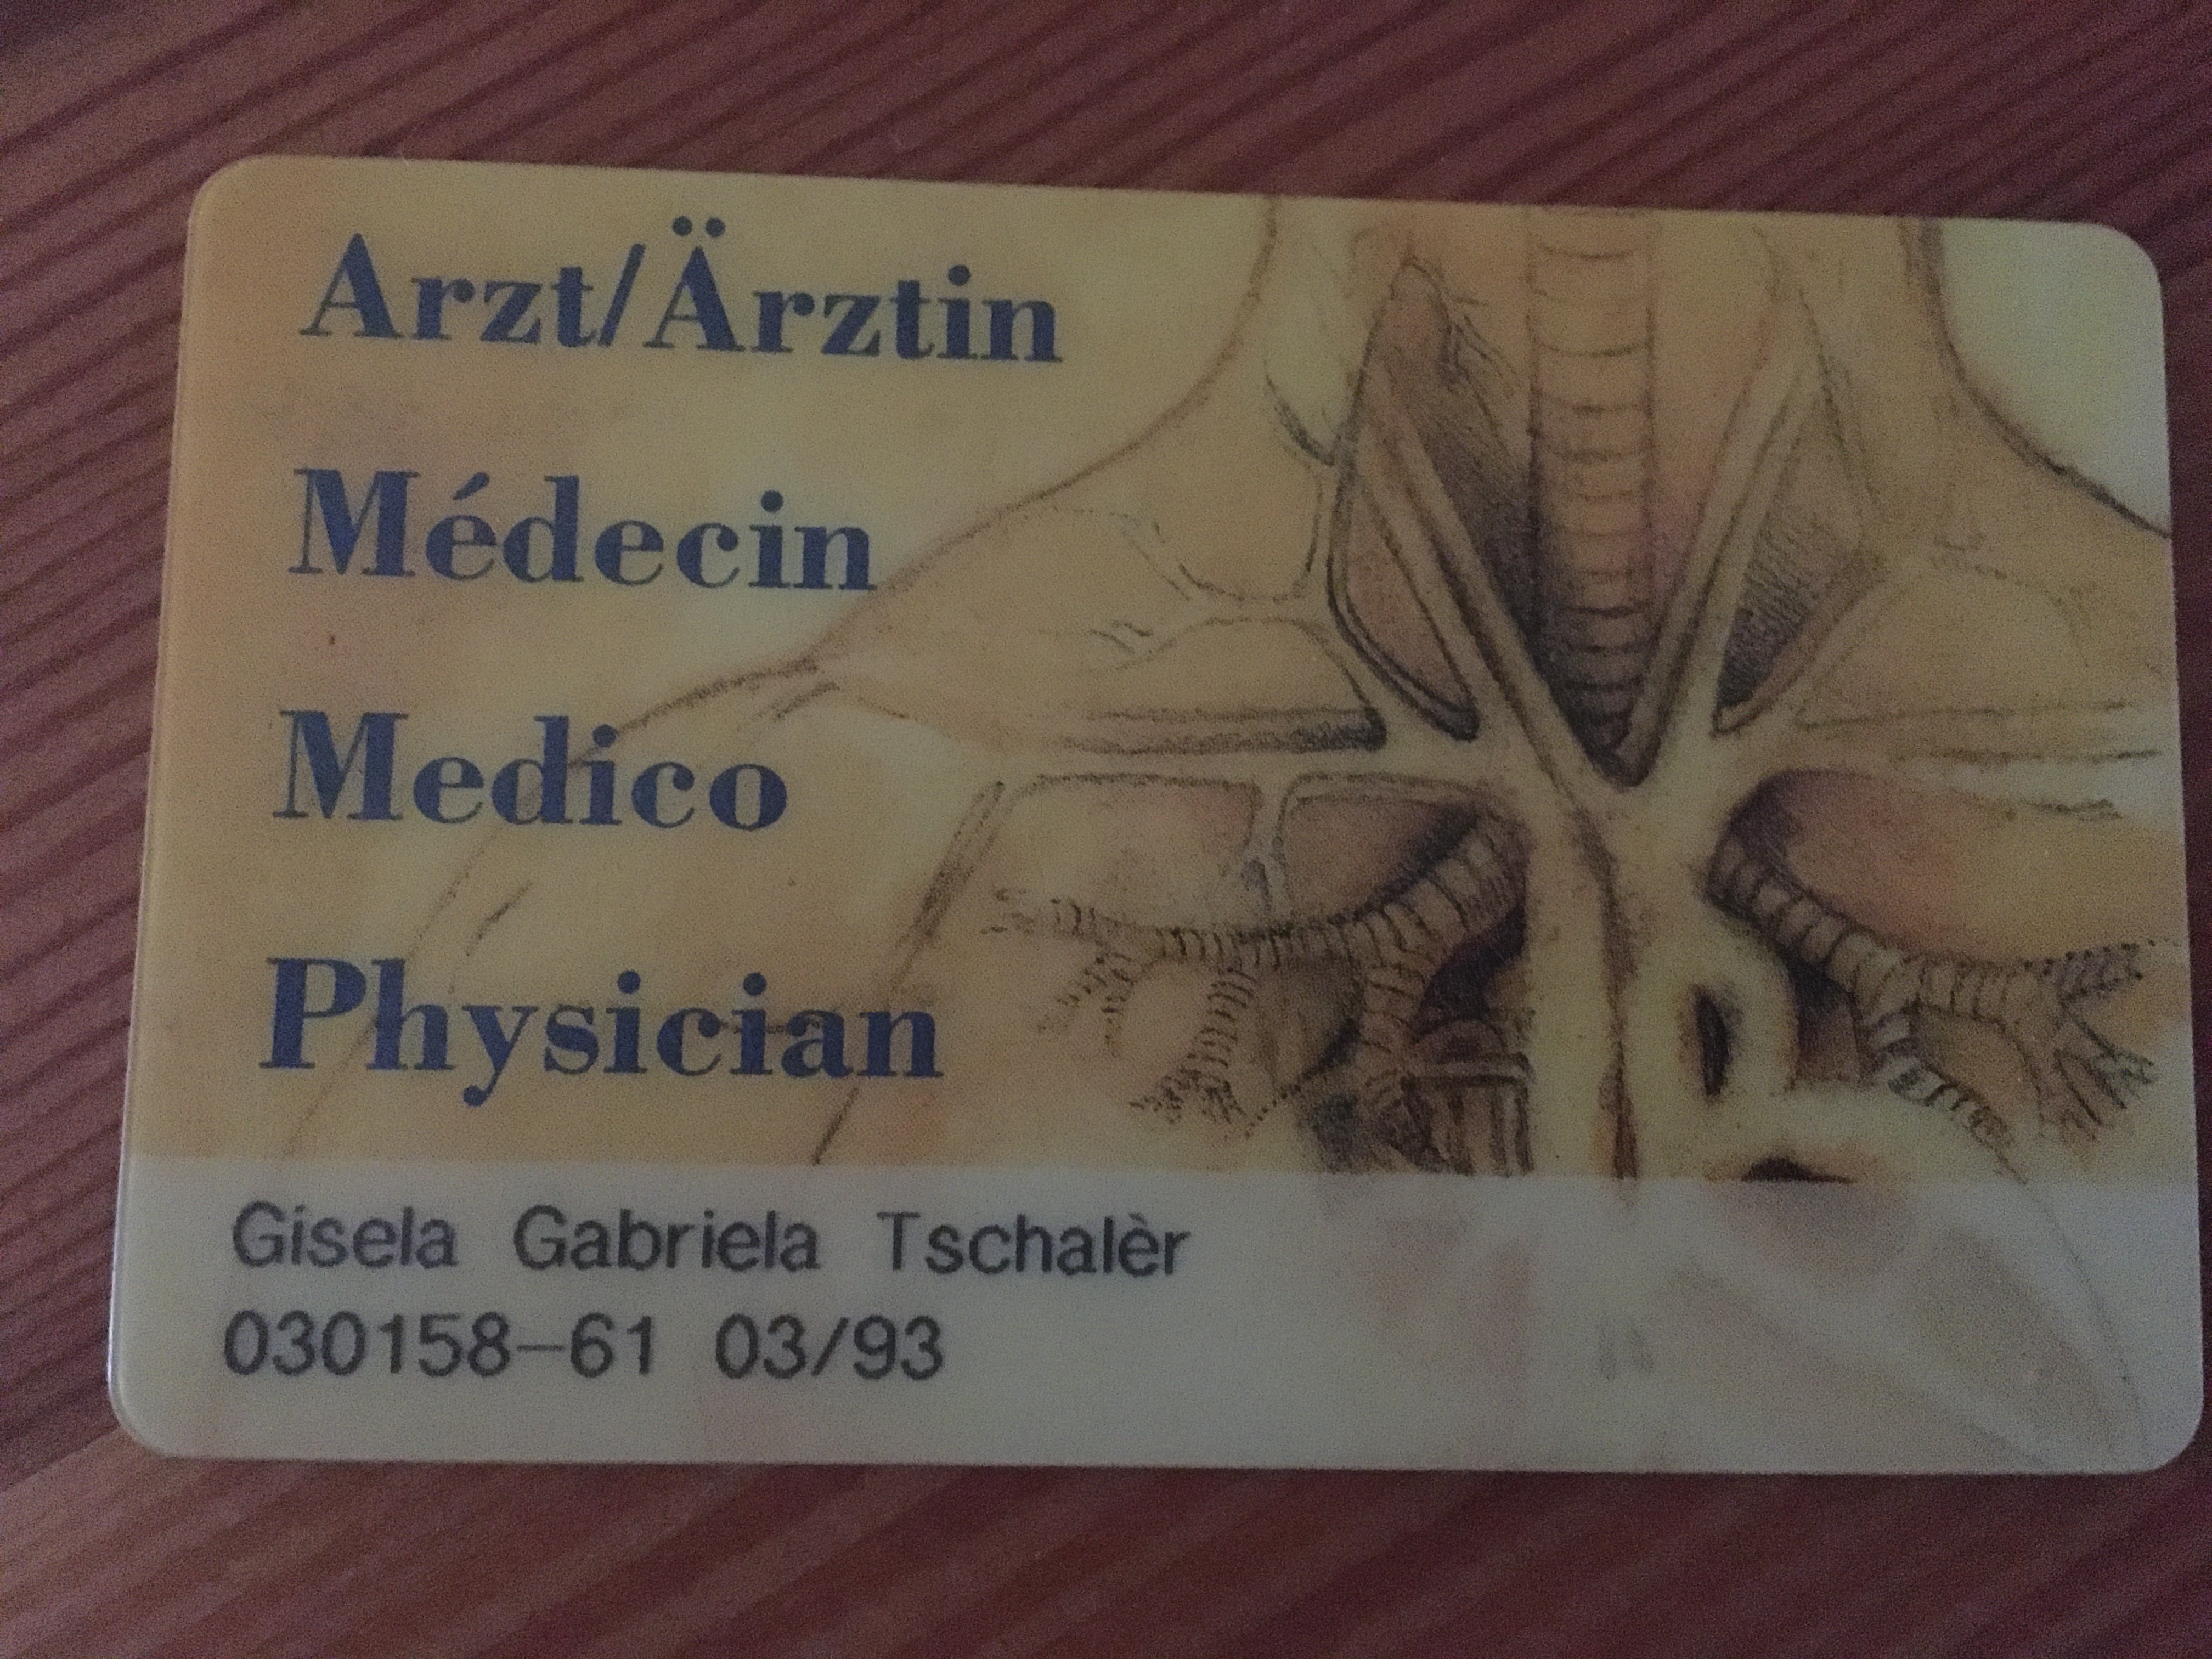 Arzt/Ärztin
Médecin
Medico
Physician
Gisela Gabriela Tschalèr
030158-61 03/93